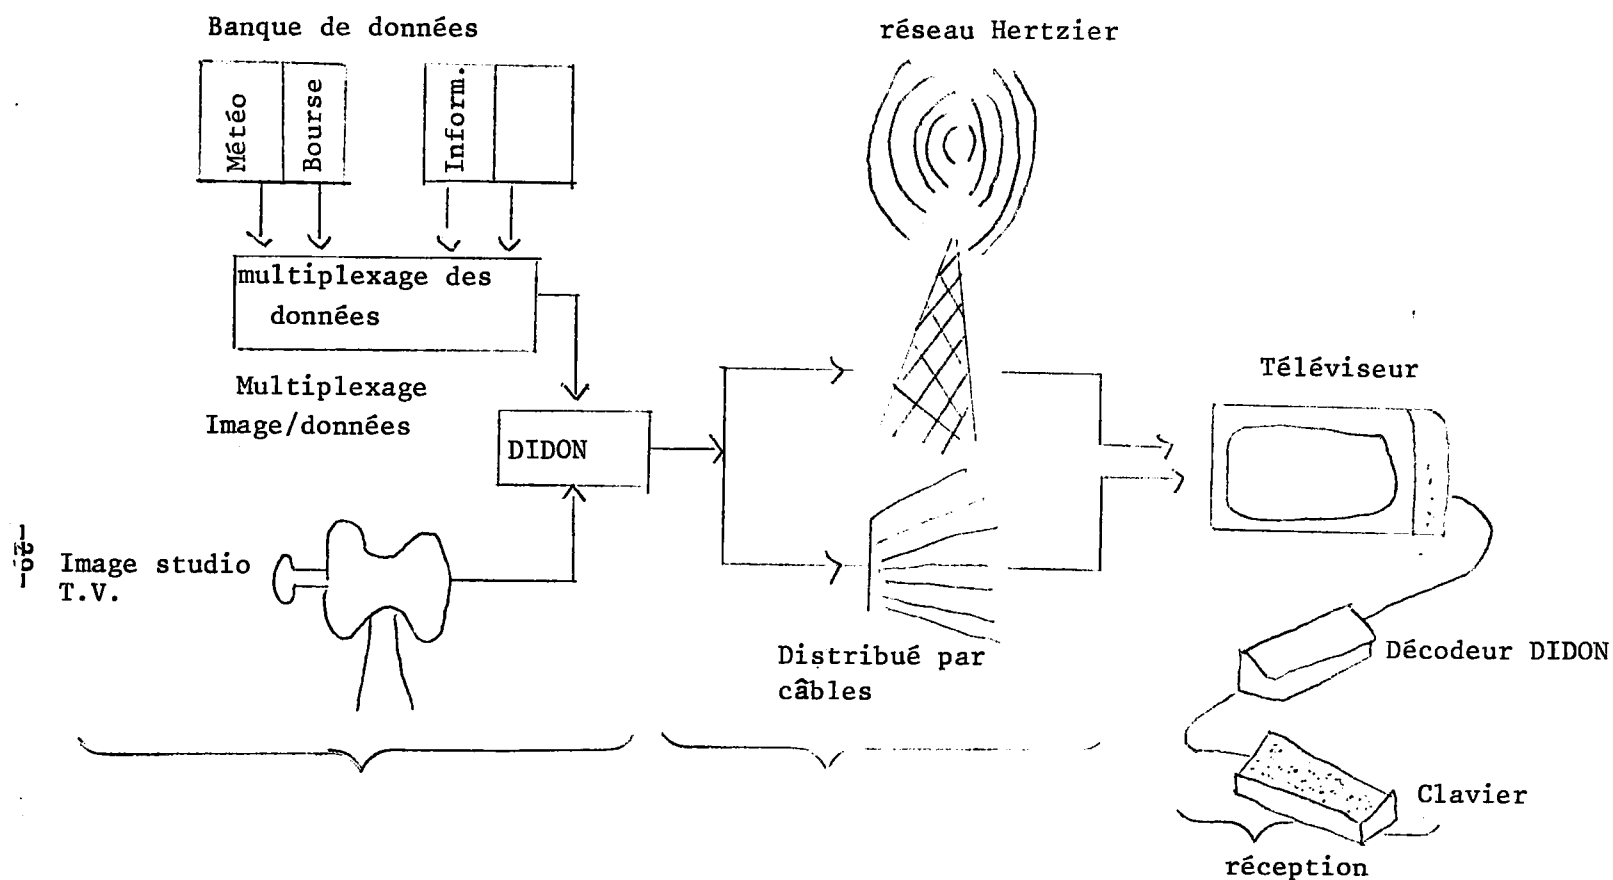 Banque de données
réseau Hertzier
Météo
Bourse
Inform.
multiplexage des
données
Multiplexage
Image/données
DIDON
Téléviseur
Image studio
T.V.
Distribué par
câbles
Décodeur DIDON
Clavier
réception